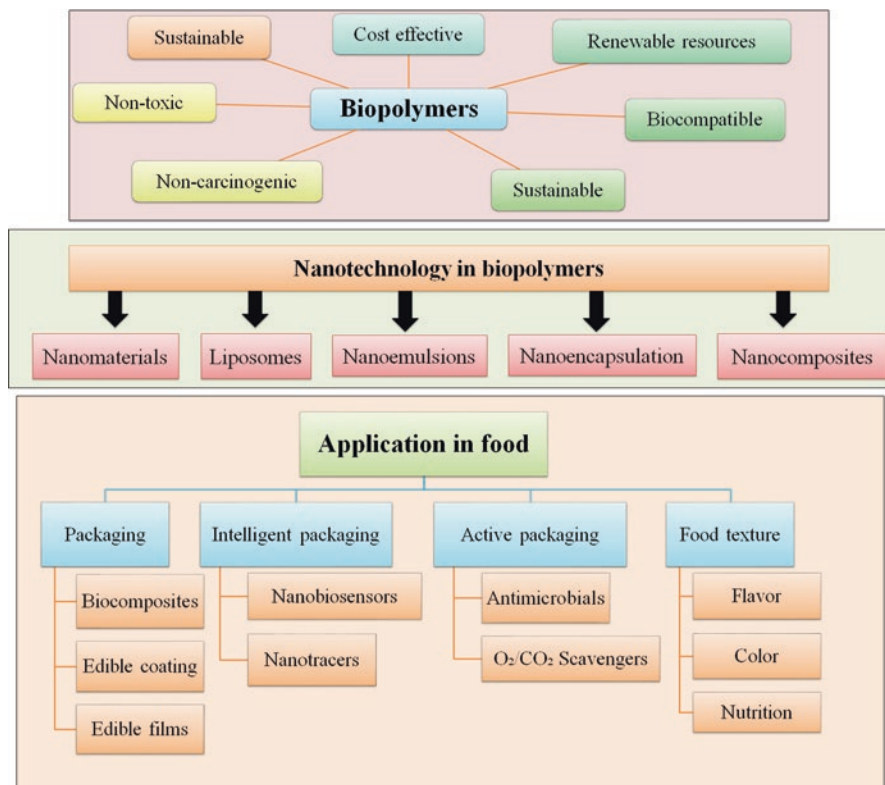 Sustainable
Cost effective
Renewable resources
Non-toxic
Biopolymers
Biocompatible
Non-carcinogenic
Sustainable
Nanotechnology in biopolymers
Nanomaterials
Liposomes
Nanoemulsions
Nanoencapsulation
Nanocomposites
Application in food
Packaging
Biocomposites
Edible coating
Edible films
Intelligent packaging
Nanobiosensors
Nanotracers
Active packaging
Antimicrobials
O₂/CO₂ Scavengers
Food texture
Flavor
Color
Nutrition